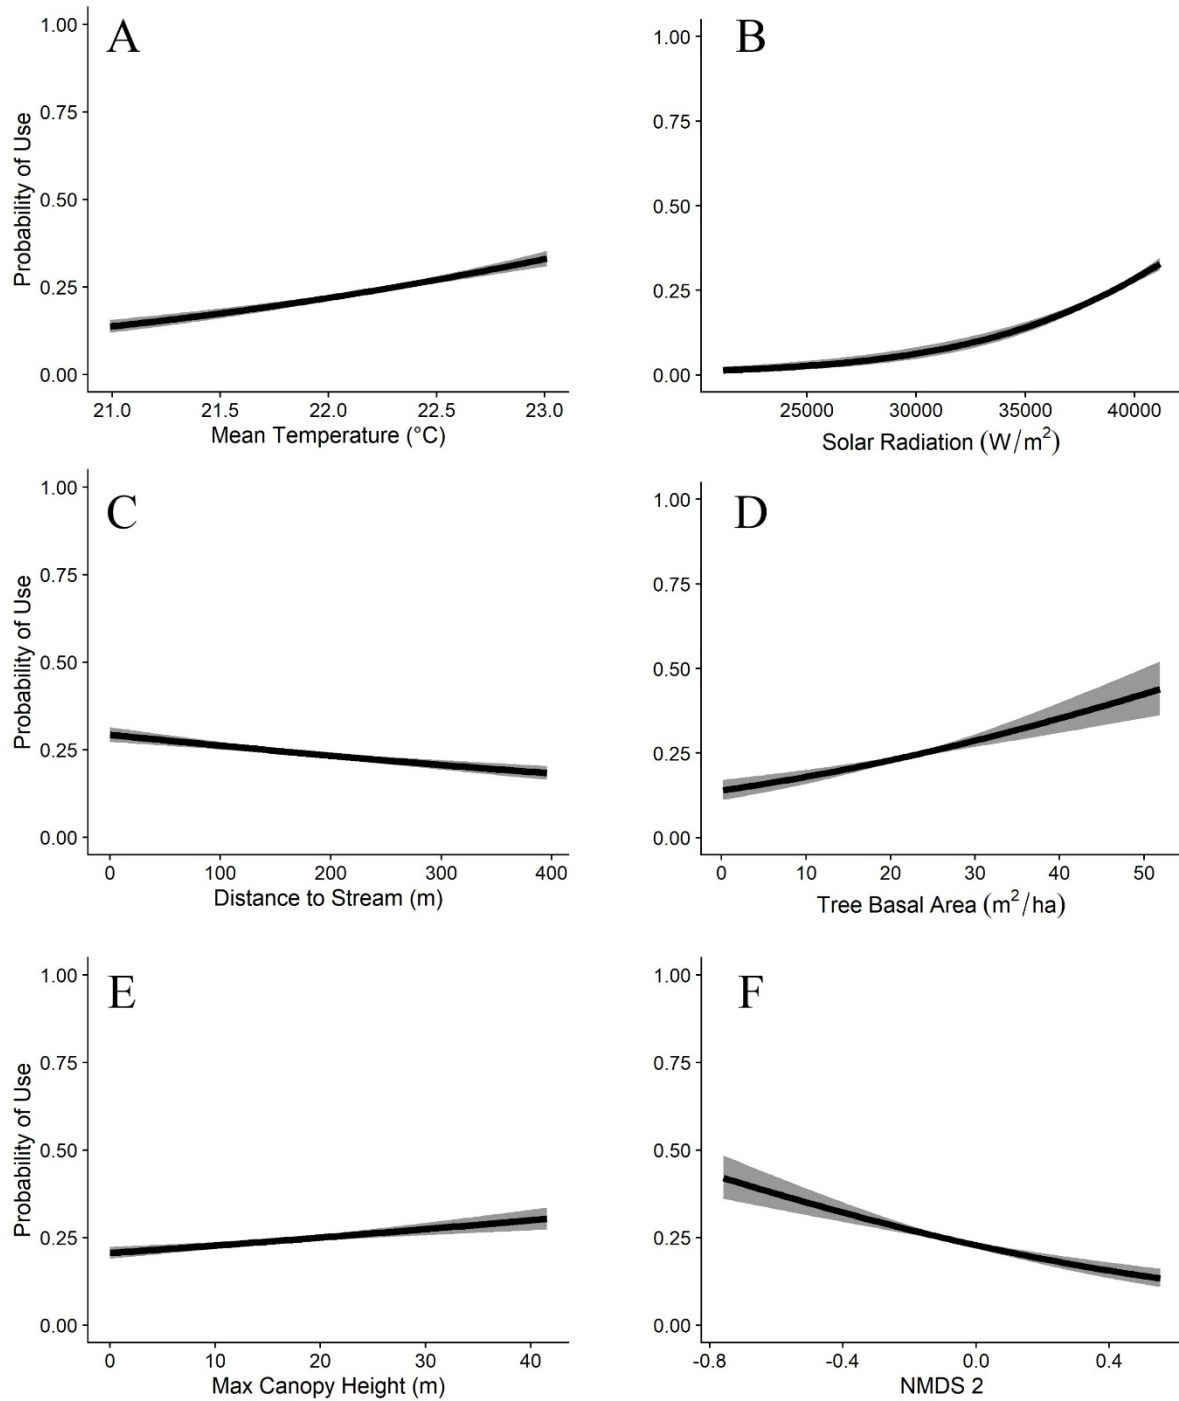 A
1.00
0.75
0.50
0.25
0.00
Probability of Use
21.0 21.5 22.0 22.5 23.0
Mean Temperature (°C)
B
1.00
0.75
0.50
0.25
0.00
25000 30000 35000 40000
Solar Radiation (W/m²)
C
1.00
0.75
0.50
0.25
0.00
Probability of Use
0 100 200 300 400
Distance to Stream (m)
D
1.00
0.75
0.50
0.25
0.00
0 10 20 30 40 50
Tree Basal Area (m²/ha)
E
1.00
0.75
0.50
0.25
0.00
Probability of Use
0 10 20 30 40
Max Canopy Height (m)
F
1.00
0.75
0.50
0.25
0.00
-0.8 -0.4 0.0 0.4
NMDS 2